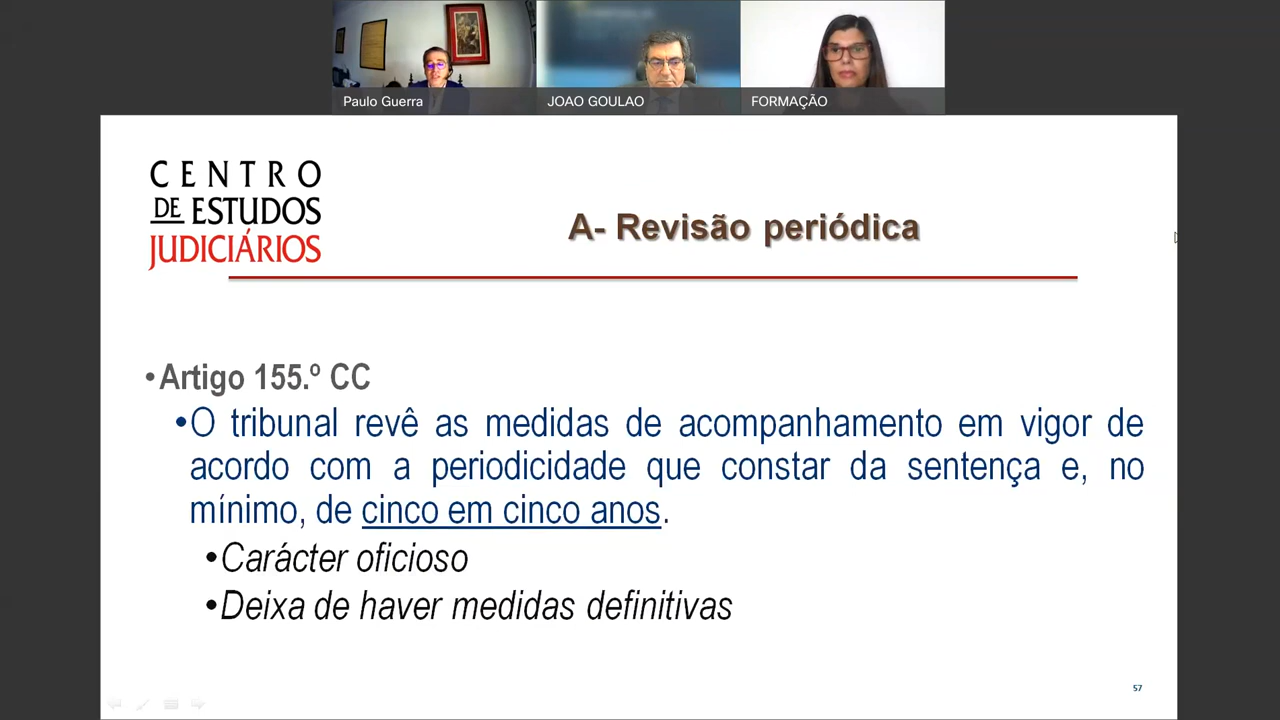 Paulo Guerra
JOAO GOULAO
FORMAÇÃO
CENTRO
DE ESTUDOS
JUDICIÁRIOS
A- Revisão periódica
•Artigo 155.º CC
•O tribunal revê as medidas de acompanhamento em vigor de
acordo com a periodicidade que constar da sentença e, no
mínimo, de cinco em cinco anos.
•Carácter oficioso
•Deixa de haver medidas definitivas
57